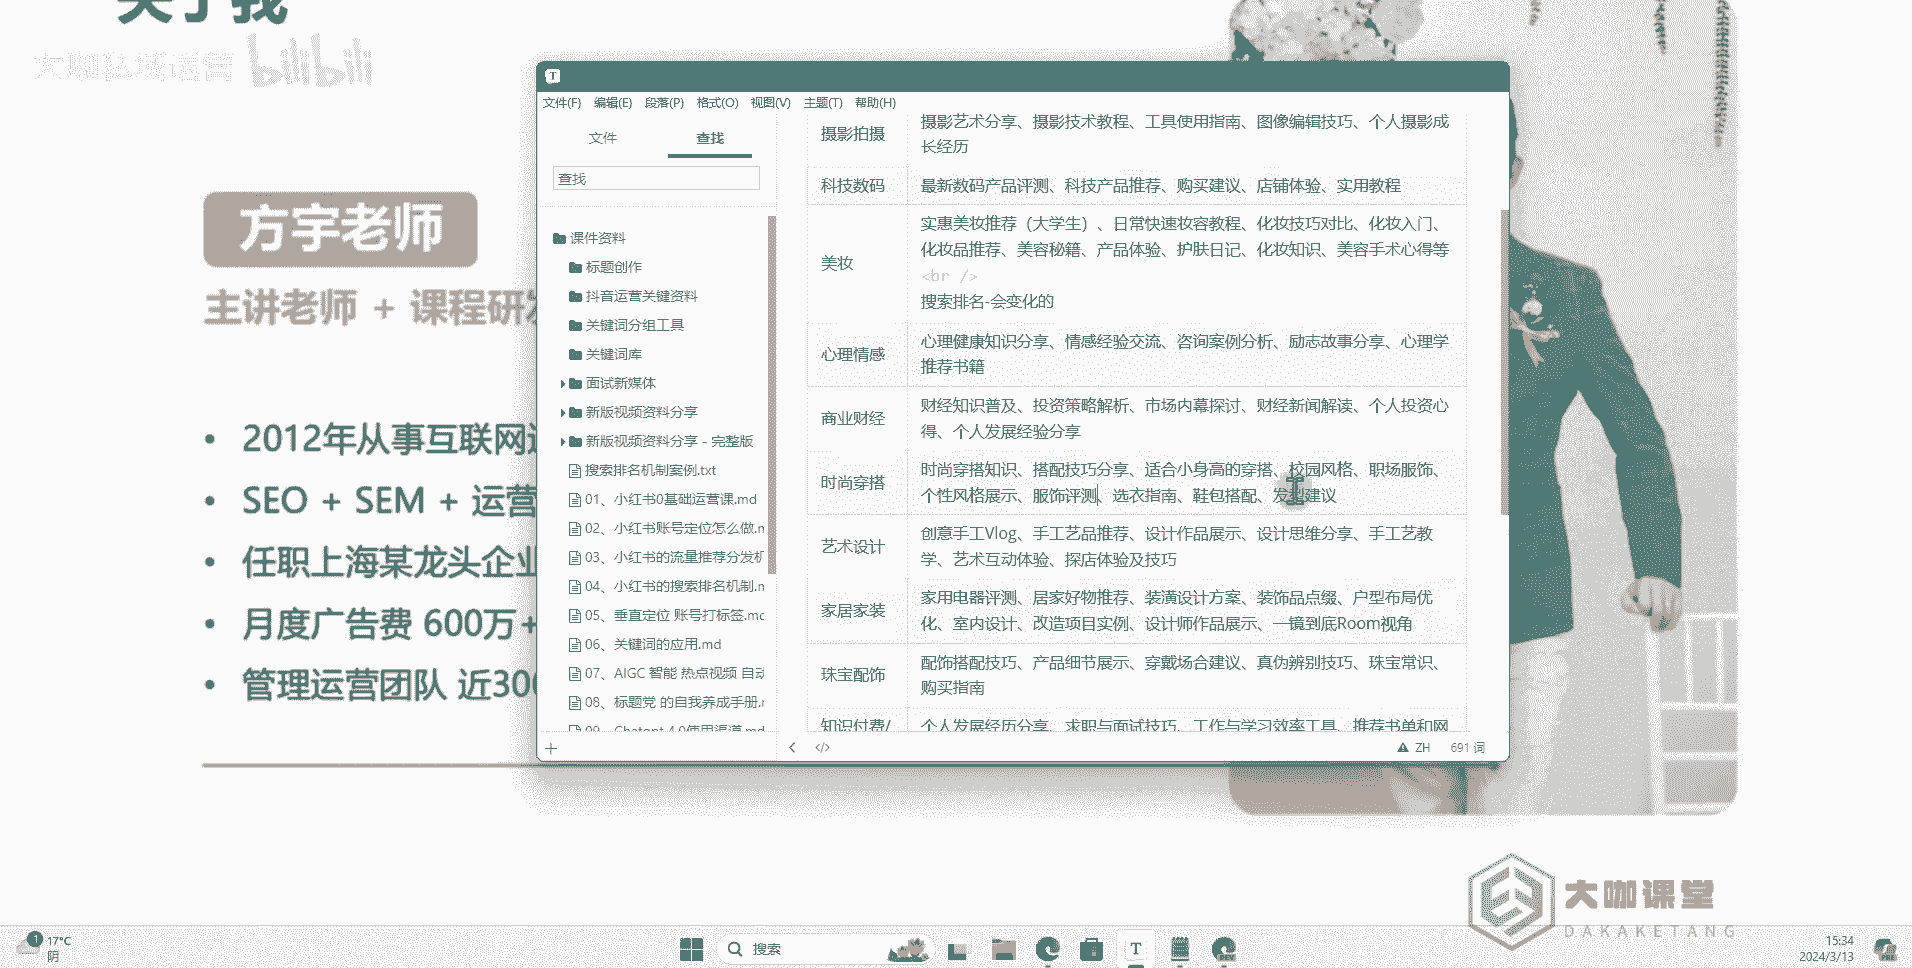 关于我
大咖私域运营 bilibili
方宇老师
主讲老师 + 课程研发
• 2012年从事互联网
• SEO + SEM + 运营
• 任职上海某龙头企业
• 月度广告费 600万+
• 管理运营团队 近300
文件(F) 编辑(E) 段落(P) 格式(O) 视图(V) 主题(T) 帮助(H)
文件 查找
查找
课件资料
标题创作
抖音运营关键资料
关键词分组工具
关键词库
面试新媒体
新版视频资料分享
新版视频资料分享 - 完整版
搜索排名机制案例.txt
01、小红书0基础运营课.md
02、小红书账号定位怎么做.m
03、小红书的流量推荐分发机
04、小红书的搜索排名机制.m
05、垂直定位 账号打标签.mc
06、关键词的应用.md
07、AIGC 智能 热点视频 自动
08、标题党 的自我养成手册.
09、Chatgpt 4.0使用渠道.md
摄影拍摄
摄影艺术分享、摄影技术教程、工具使用指南、图像编辑技巧、个人摄影成
长经历
科技数码
最新数码产品评测、科技产品推荐、购买建议、店铺体验、实用教程
美妆
实惠美妆推荐（大学生）、日常快速妆容教程、化妆技巧对比、化妆入门、
化妆品推荐、美容秘籍、产品体验、护肤日记、化妆知识、美容手术心得等
<br />
搜索排名-会变化的
心理情感
心理健康知识分享、情感经验交流、咨询案例分析、励志故事分享、心理学
推荐书籍
商业财经
财经知识普及、投资策略解析、市场内幕探讨、财经新闻解读、个人投资心
得、个人发展经验分享
时尚穿搭
时尚穿搭知识、搭配技巧分享、适合小身高的穿搭、校园风格、职场服饰、
个性风格展示、服饰评测、选衣指南、鞋包搭配、发型建议
艺术设计
创意手工Vlog、手工艺品推荐、设计作品展示、设计思维分享、手工艺教
学、艺术互动体验、探店体验及技巧
家居家装
家用电器评测、居家好物推荐、装潢设计方案、装饰品点缀、户型布局优
化、室内设计、改造项目实例、设计师作品展示、一镜到底Room视角
珠宝配饰
配饰搭配技巧、产品细节展示、穿戴场合建议、真伪辨别技巧、珠宝常识、
购买指南
知识付费/
个人发展经历分享、求职与面试技巧、工作与学习效率工具、推荐书单和网
ZH 691 词
大咖课堂
DAKAKETANG
1 17°C
阴
搜索
15:34
2024/3/13